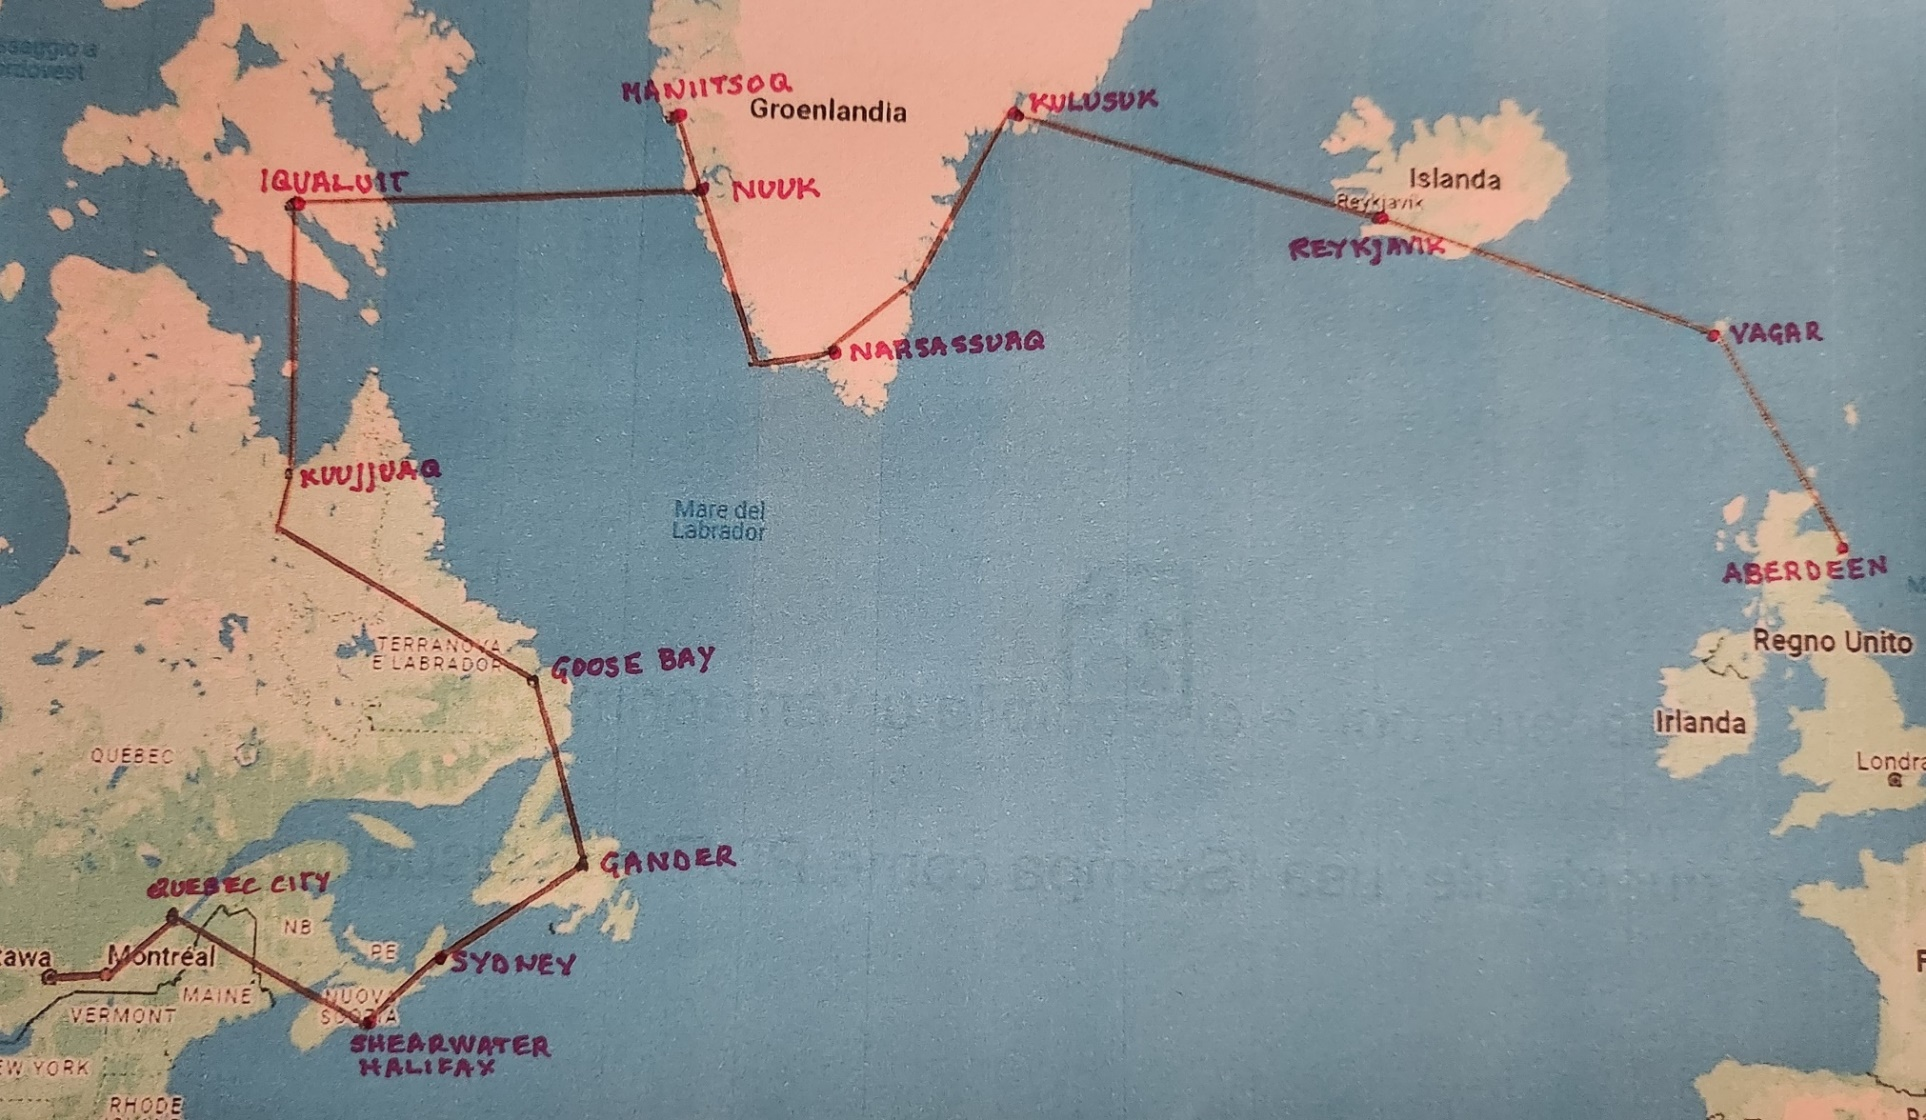 ssaggio a
ordovest
MANIITSOQ
Groenlandia
KULUSUK
IQUALUIT
NUUK
Islanda
Reykjavik
REYKJAVIK
VAGAR
NARSASSUAQ
KUUJJUAQ
Mare del
Labrador
ABERDEEN
Regno Unito
TERRANOVA
E LABRADOR
GOOSE BAY
Irlanda
QUEBEC
Londra
GANDER
QUEBEC CITY
NB
tawa
Montréal
PE
SYDNEY
MAINE
NUOVA
SCOZIA
VERMONT
SHEARWATER
HALIFAX
EW YORK
RHODE